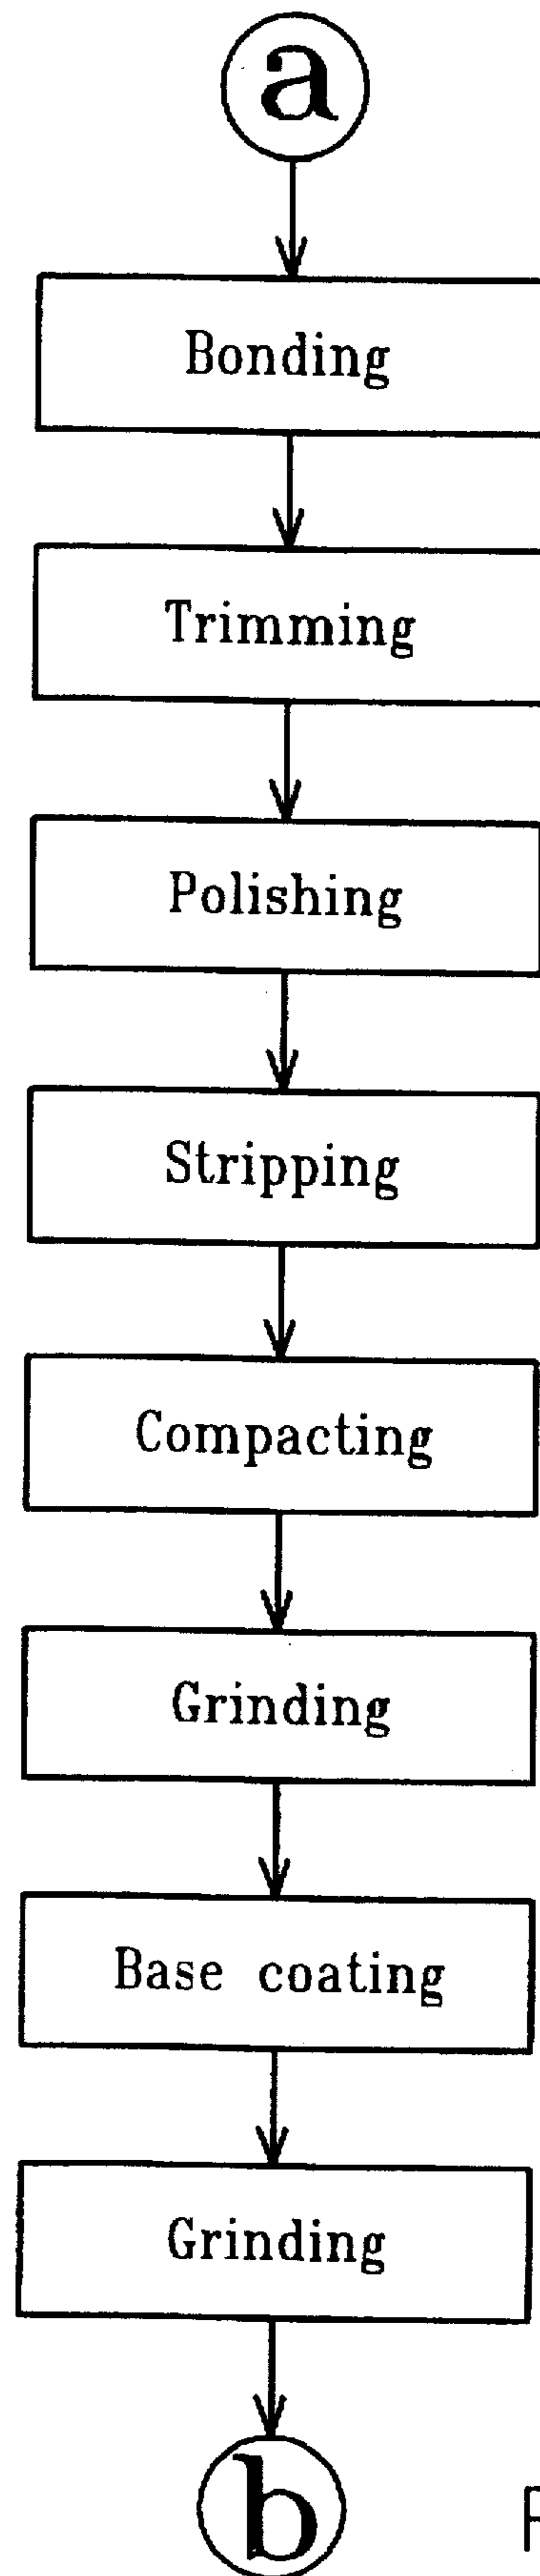 a
Bonding
Trimming
Polishing
Stripping
Compacting
Grinding
Base coating
Grinding
b